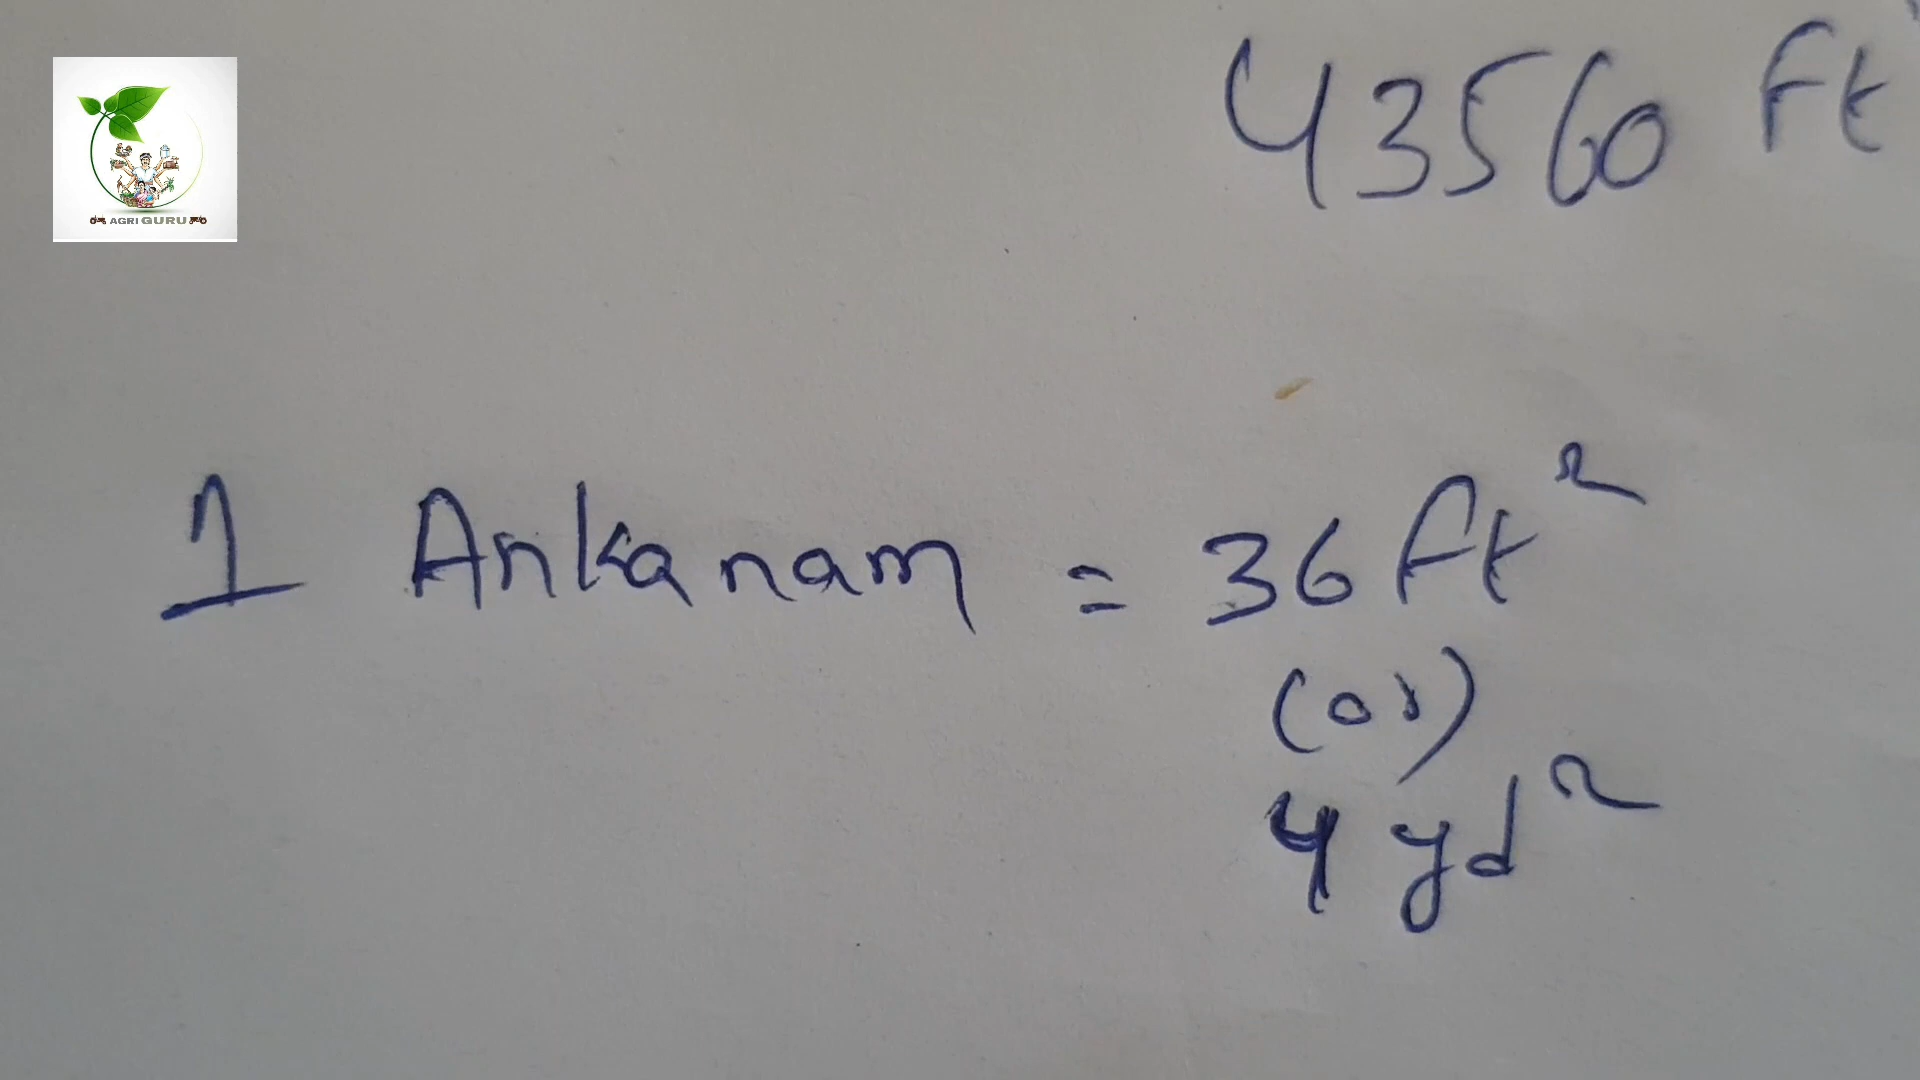 43560 ft
AGRI GURU
1 Ankanam = 36 ft²
(or)
4 yd²